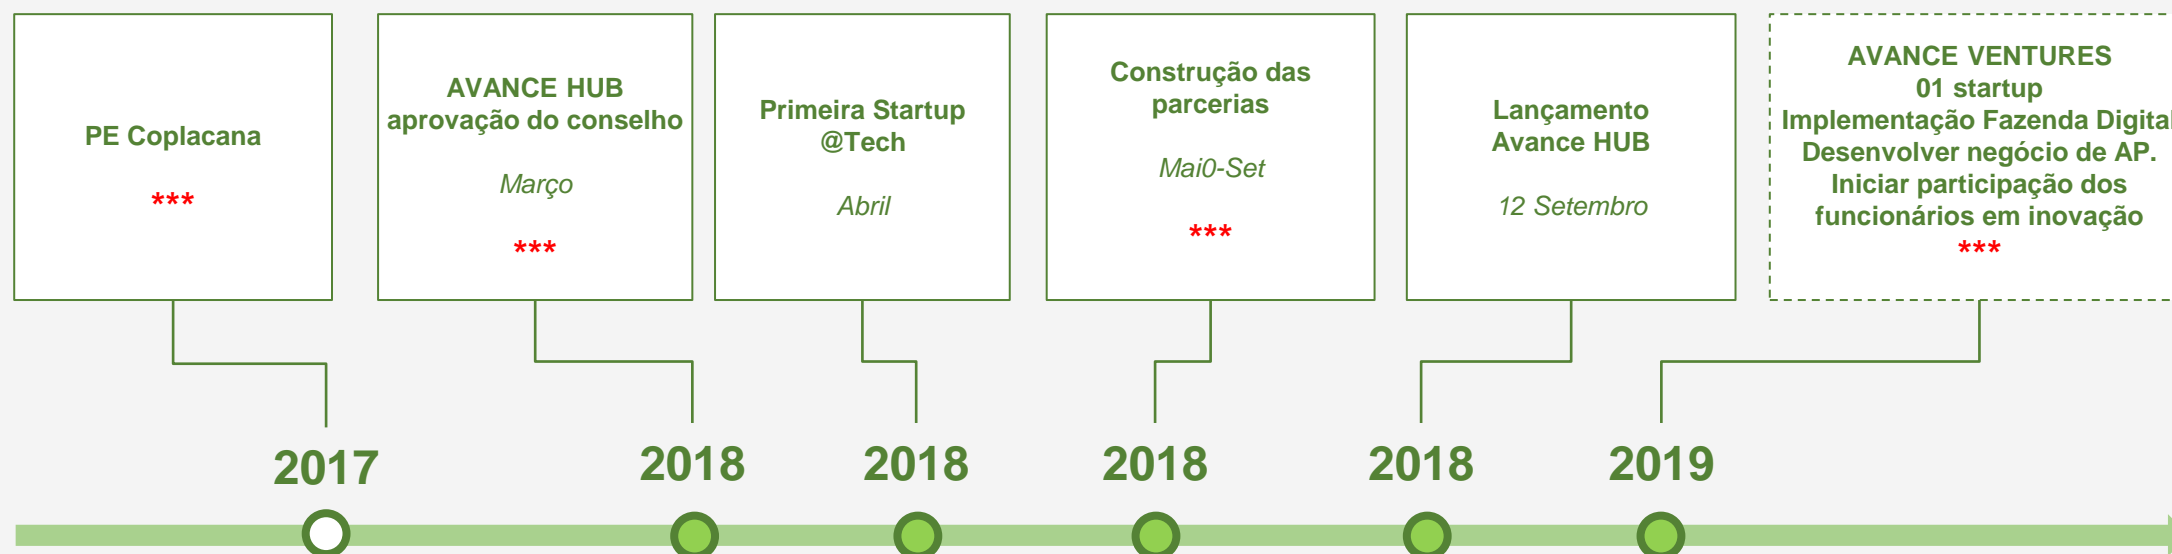 PE Coplacana
***
2017
AVANCE HUB
aprovação do conselho
Março
***
2018
Primeira Startup
@Tech
Abril
2018
Construção das
parcerias
Mai0-Set
***
2018
Lançamento
Avance HUB
12 Setembro
2018
AVANCE VENTURES
01 startup
Implementação Fazenda Digital
Desenvolver negócio de AP.
Iniciar participação dos
funcionários em inovação
***
2019